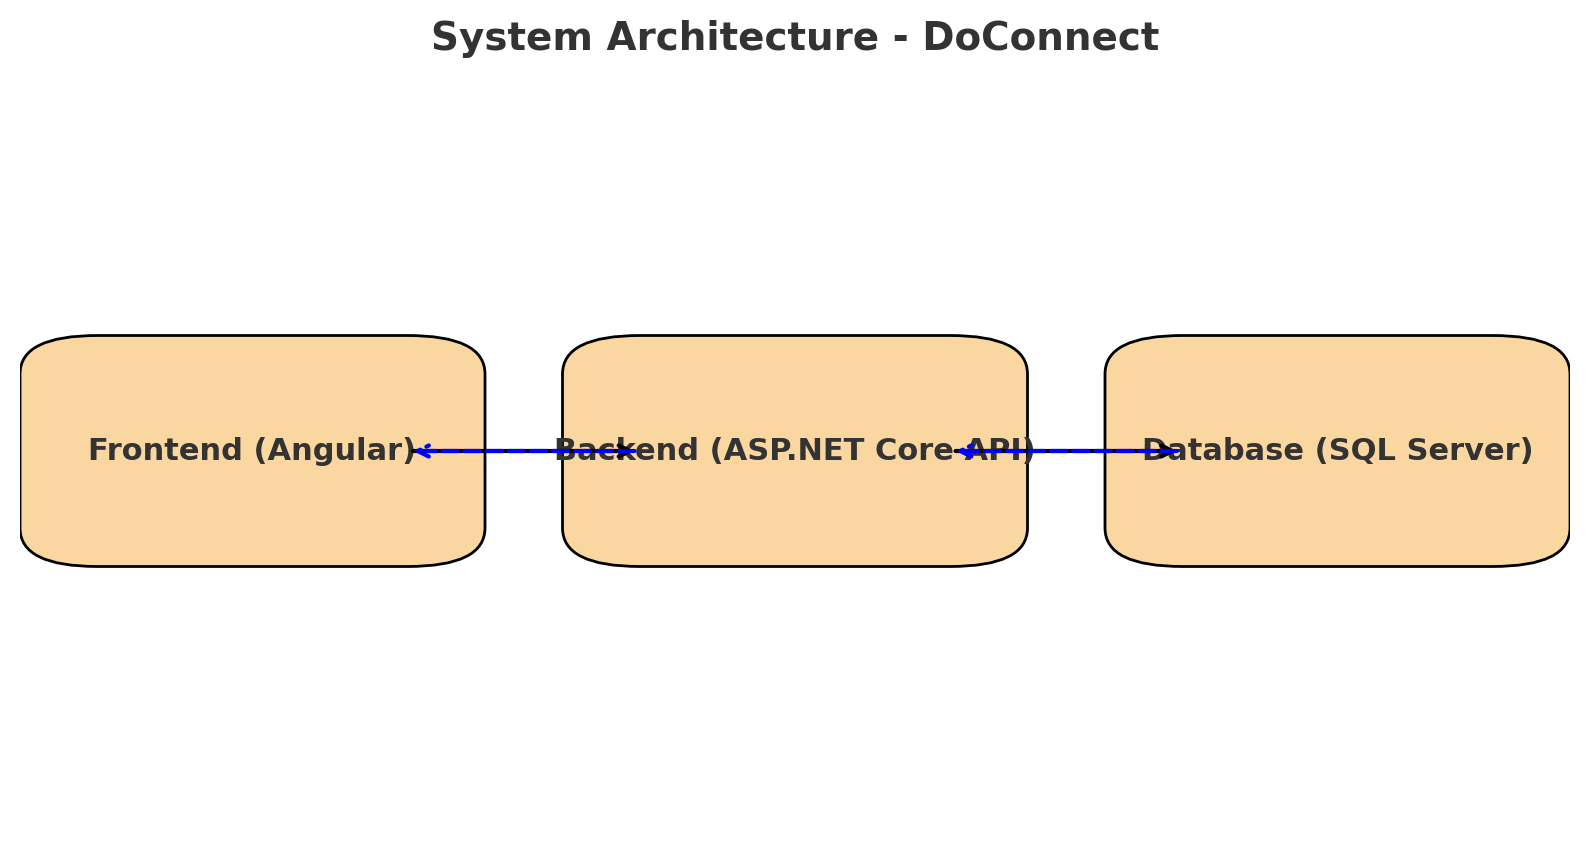 System Architecture - DoConnect
Frontend (Angular)
Backend (ASP.NET Core API)
Database (SQL Server)